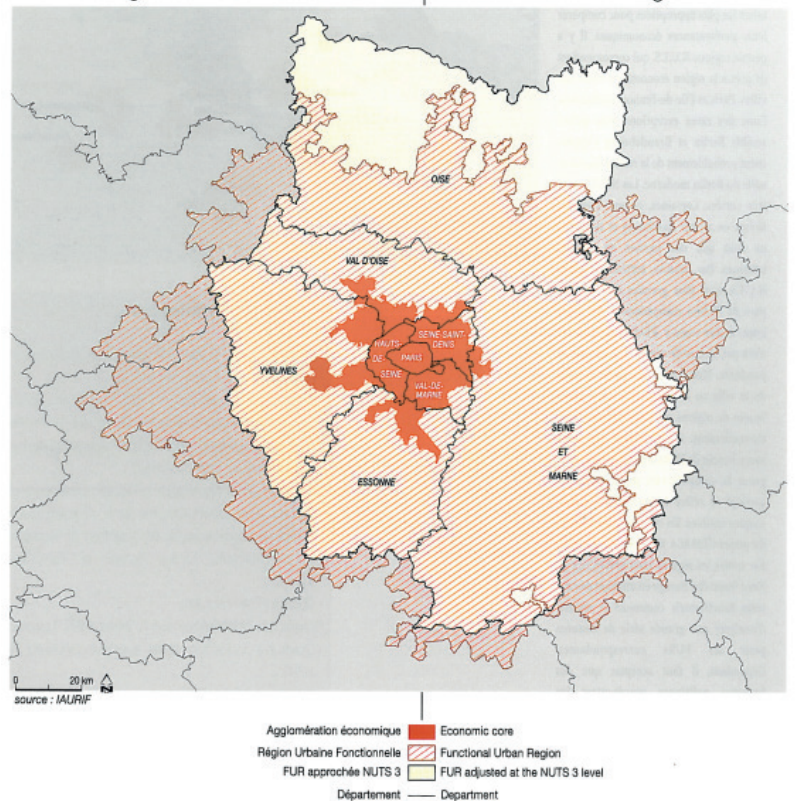 OISE
VAL D'OISE
SEINE-SAINT-
DENIS
HAUTS-
DE-
SEINE
PARIS
YVELINES
VAL-DE-
MARNE
SEINE
ET
MARNE
ESSONNE
0 20 km N
source : IAURIF
Agglomération économique Economic core
Région Urbaine Fonctionnelle Functional Urban Region
FUR approchée NUTS 3 FUR adjusted at the NUTS 3 level
Département Department